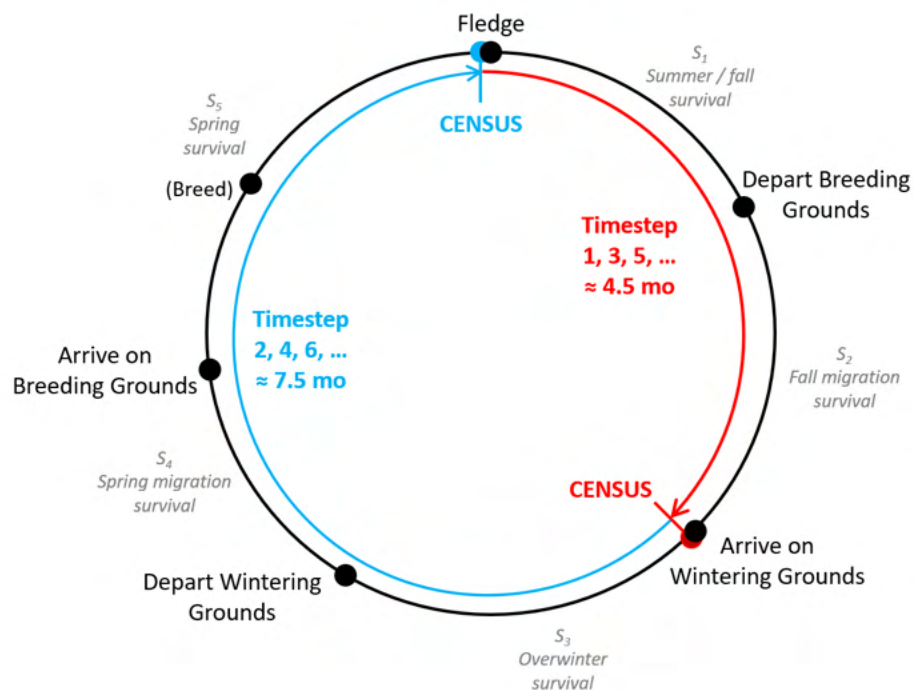 Fledge
S₁
Summer / fall
survival
CENSUS
S₅
Spring
survival
(Breed)
Depart Breeding
Grounds
Timestep
1, 3, 5, ...
≈ 4.5 mo
Timestep
2, 4, 6, ...
≈ 7.5 mo
Arrive on
Breeding Grounds
S₂
Fall migration
survival
S₄
Spring migration
survival
CENSUS
Arrive on
Wintering Grounds
Depart Wintering
Grounds
S₃
Overwinter
survival